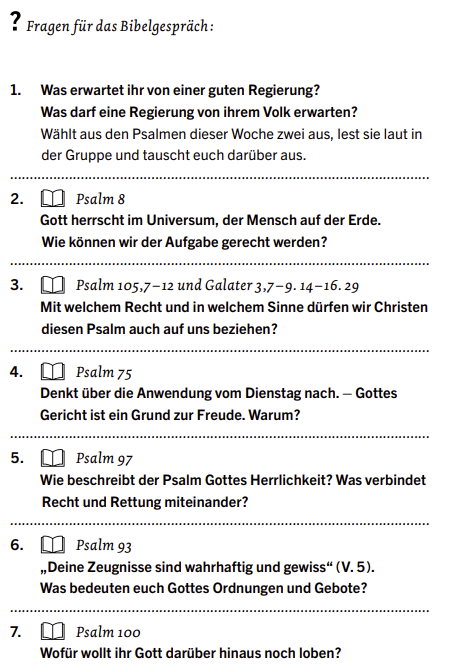 ? Fragen für das Bibelgespräch:
1. Was erwartet ihr von einer guten Regierung?
Was darf eine Regierung von ihrem Volk erwarten?
Wählt aus den Psalmen dieser Woche zwei aus, lest sie laut in
der Gruppe und tauscht euch darüber aus.
2. Psalm 8
Gott herrscht im Universum, der Mensch auf der Erde.
Wie können wir der Aufgabe gerecht werden?
3. Psalm 105,7–12 und Galater 3,7–9. 14–16. 29
Mit welchem Recht und in welchem Sinne dürfen wir Christen
diesen Psalm auch auf uns beziehen?
4. Psalm 75
Denkt über die Anwendung vom Dienstag nach. – Gottes
Gericht ist ein Grund zur Freude. Warum?
5. Psalm 97
Wie beschreibt der Psalm Gottes Herrlichkeit? Was verbindet
Recht und Rettung miteinander?
6. Psalm 93
„Deine Zeugnisse sind wahrhaftig und gewiss“ (V. 5).
Was bedeuten euch Gottes Ordnungen und Gebote?
7. Psalm 100
Wofür wollt ihr Gott darüber hinaus noch loben?